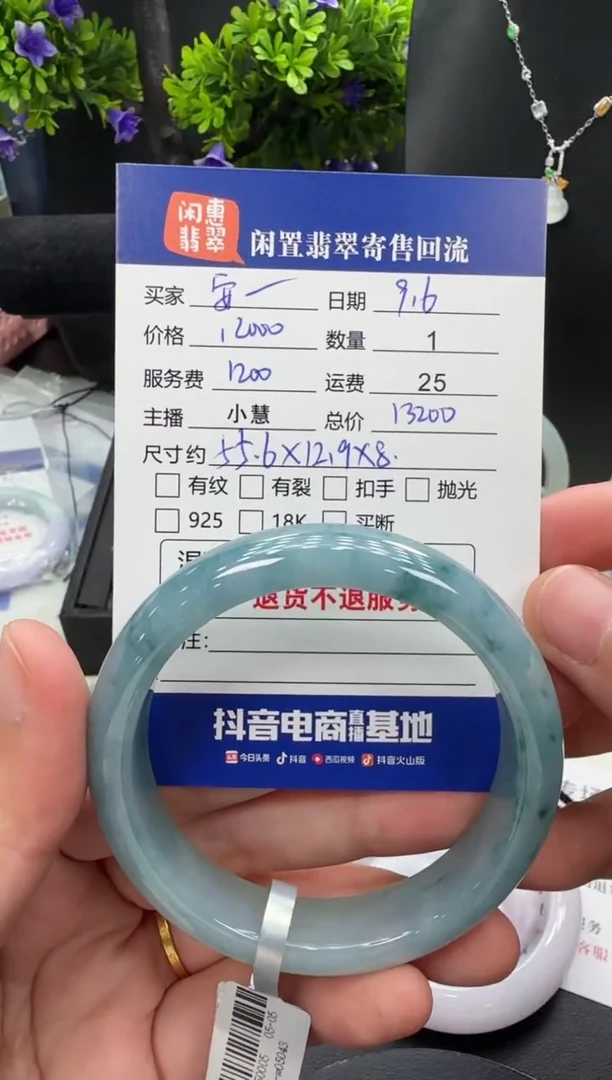 闲惠
翡翠
闲置翡翠寄售回流
买家 安一 日期 9.6
价格 12000 数量 1
服务费 1200 运费 25
主播 小慧 总价 13200
尺寸约 55.6X12.9X8.
有纹 有裂 扣手 抛光
925 18K 买断
温
退货不退服务
注:
抖音电商直播基地
今日头条 抖音 西瓜视频 抖音火山版
05-05